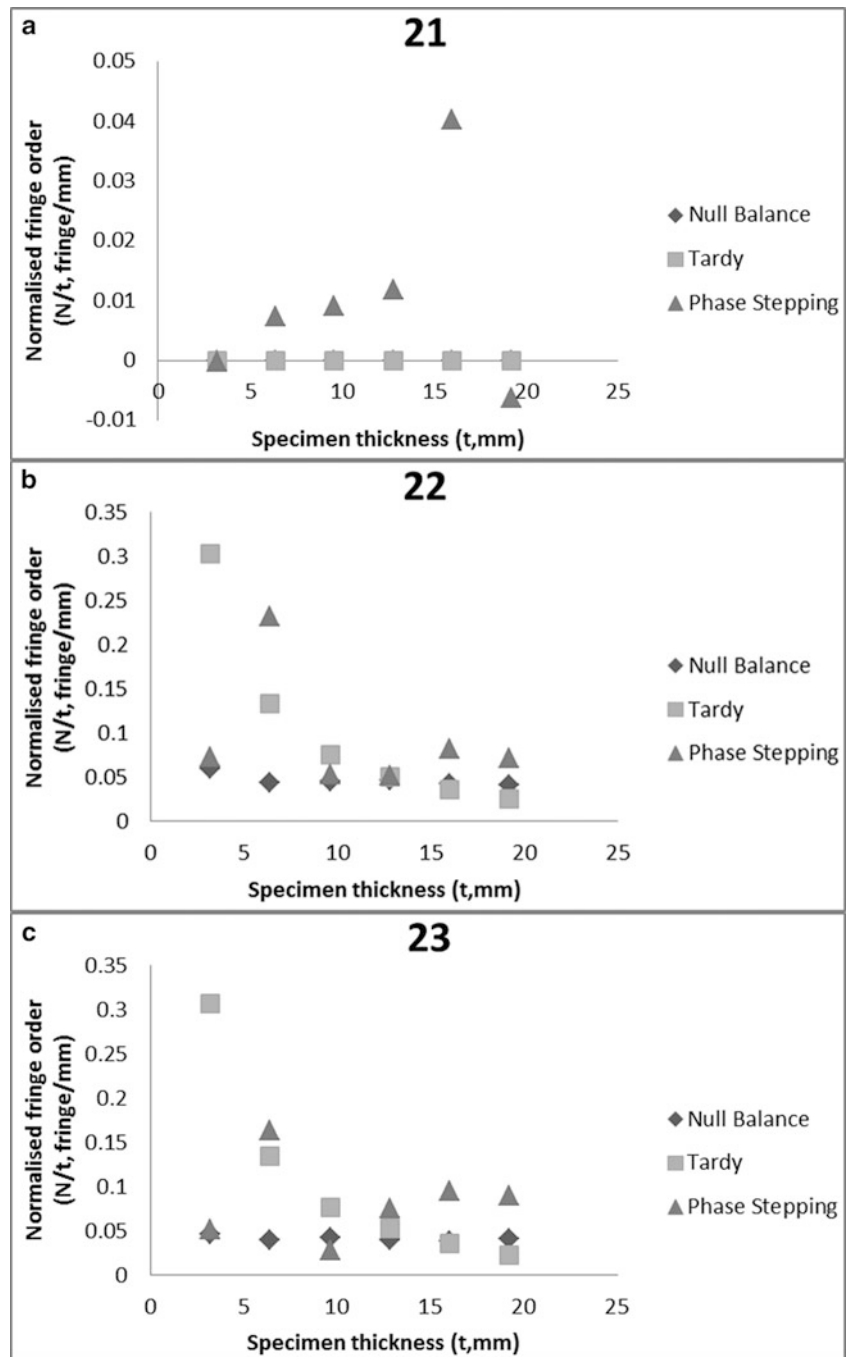 a
21
Normalised fringe order
(N/t, fringe/mm)
0.05
0.04
0.03
0.02
0.01
0
-0.01
0
5
10
15
20
25
Specimen thickness (t,mm)
Null Balance
Tardy
Phase Stepping
b
22
Normalised fringe order
(N/t, fringe/mm)
0.35
0.3
0.25
0.2
0.15
0.1
0.05
0
0
5
10
15
20
25
Specimen thickness (t,mm)
Null Balance
Tardy
Phase Stepping
c
23
Normalised fringe order
(N/t, fringe/mm)
0.35
0.3
0.25
0.2
0.15
0.1
0.05
0
0
5
10
15
20
25
Specimen thickness (t,mm)
Null Balance
Tardy
Phase Stepping